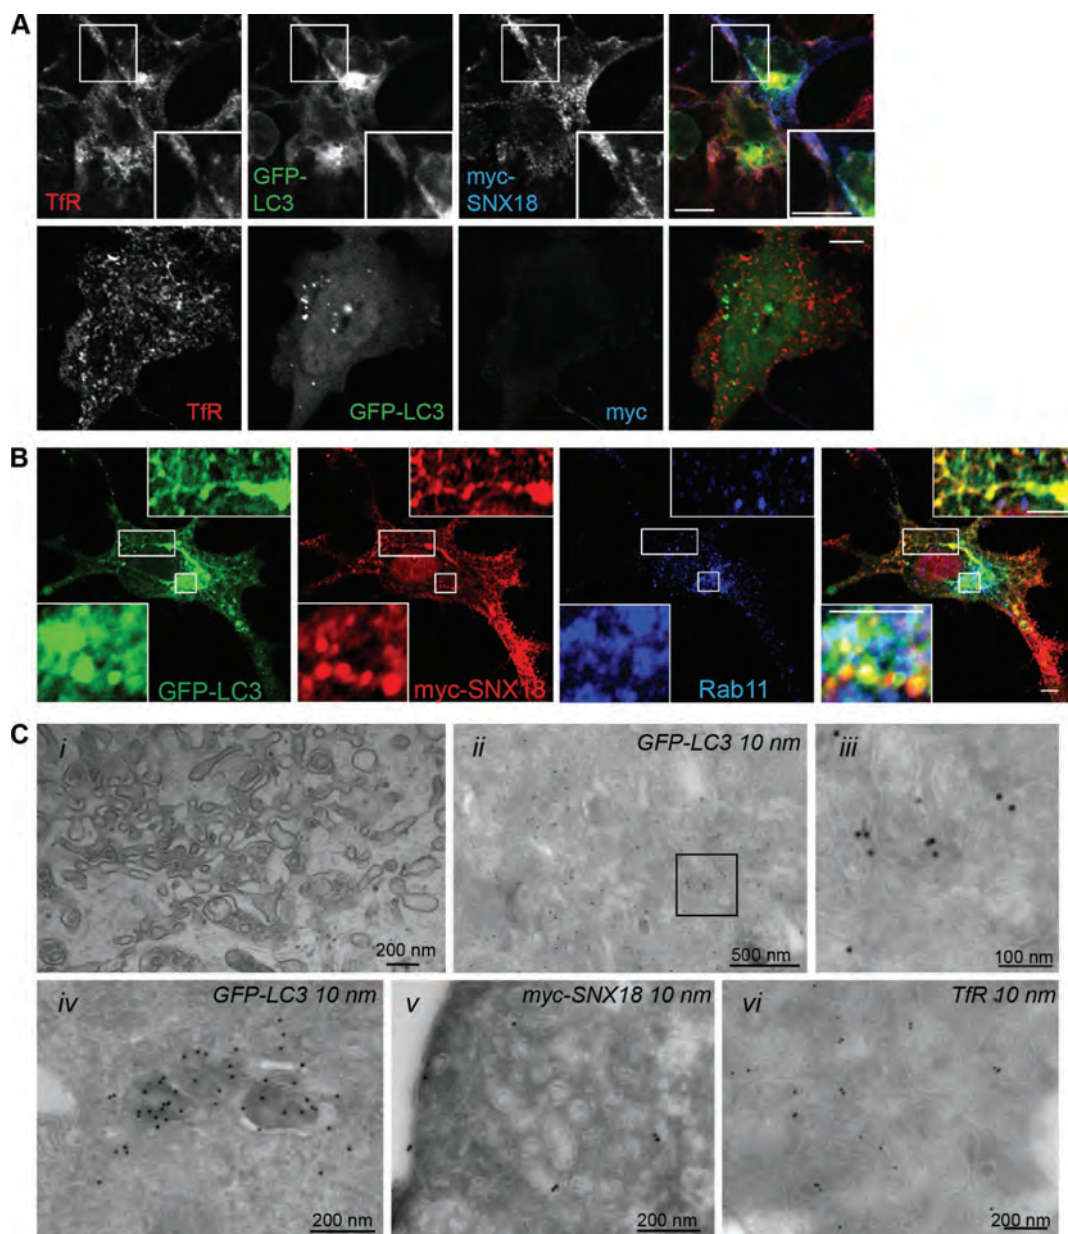 A
TfR
GFP-
LC3
myc-
SNX18
TfR
GFP-LC3
myc
B
GFP-LC3
myc-SNX18
Rab11
C
i
200 nm
ii
GFP-LC3 10 nm
500 nm
iii
100 nm
iv
GFP-LC3 10 nm
200 nm
v
myc-SNX18 10 nm
200 nm
vi
TfR 10 nm
200 nm